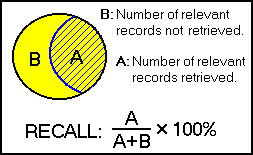 B: Number of relevant
records not retrieved.
B
A
A: Number of relevant
records retrieved.
RECALL: A/A+B × 100%